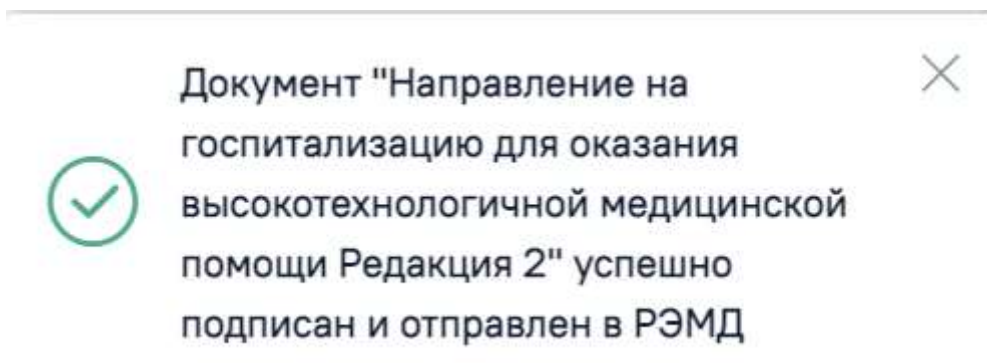 Документ "Направление на
госпитализацию для оказания
высокотехнологичной медицинской
помощи Редакция 2" успешно
подписан и отправлен в РЭМД